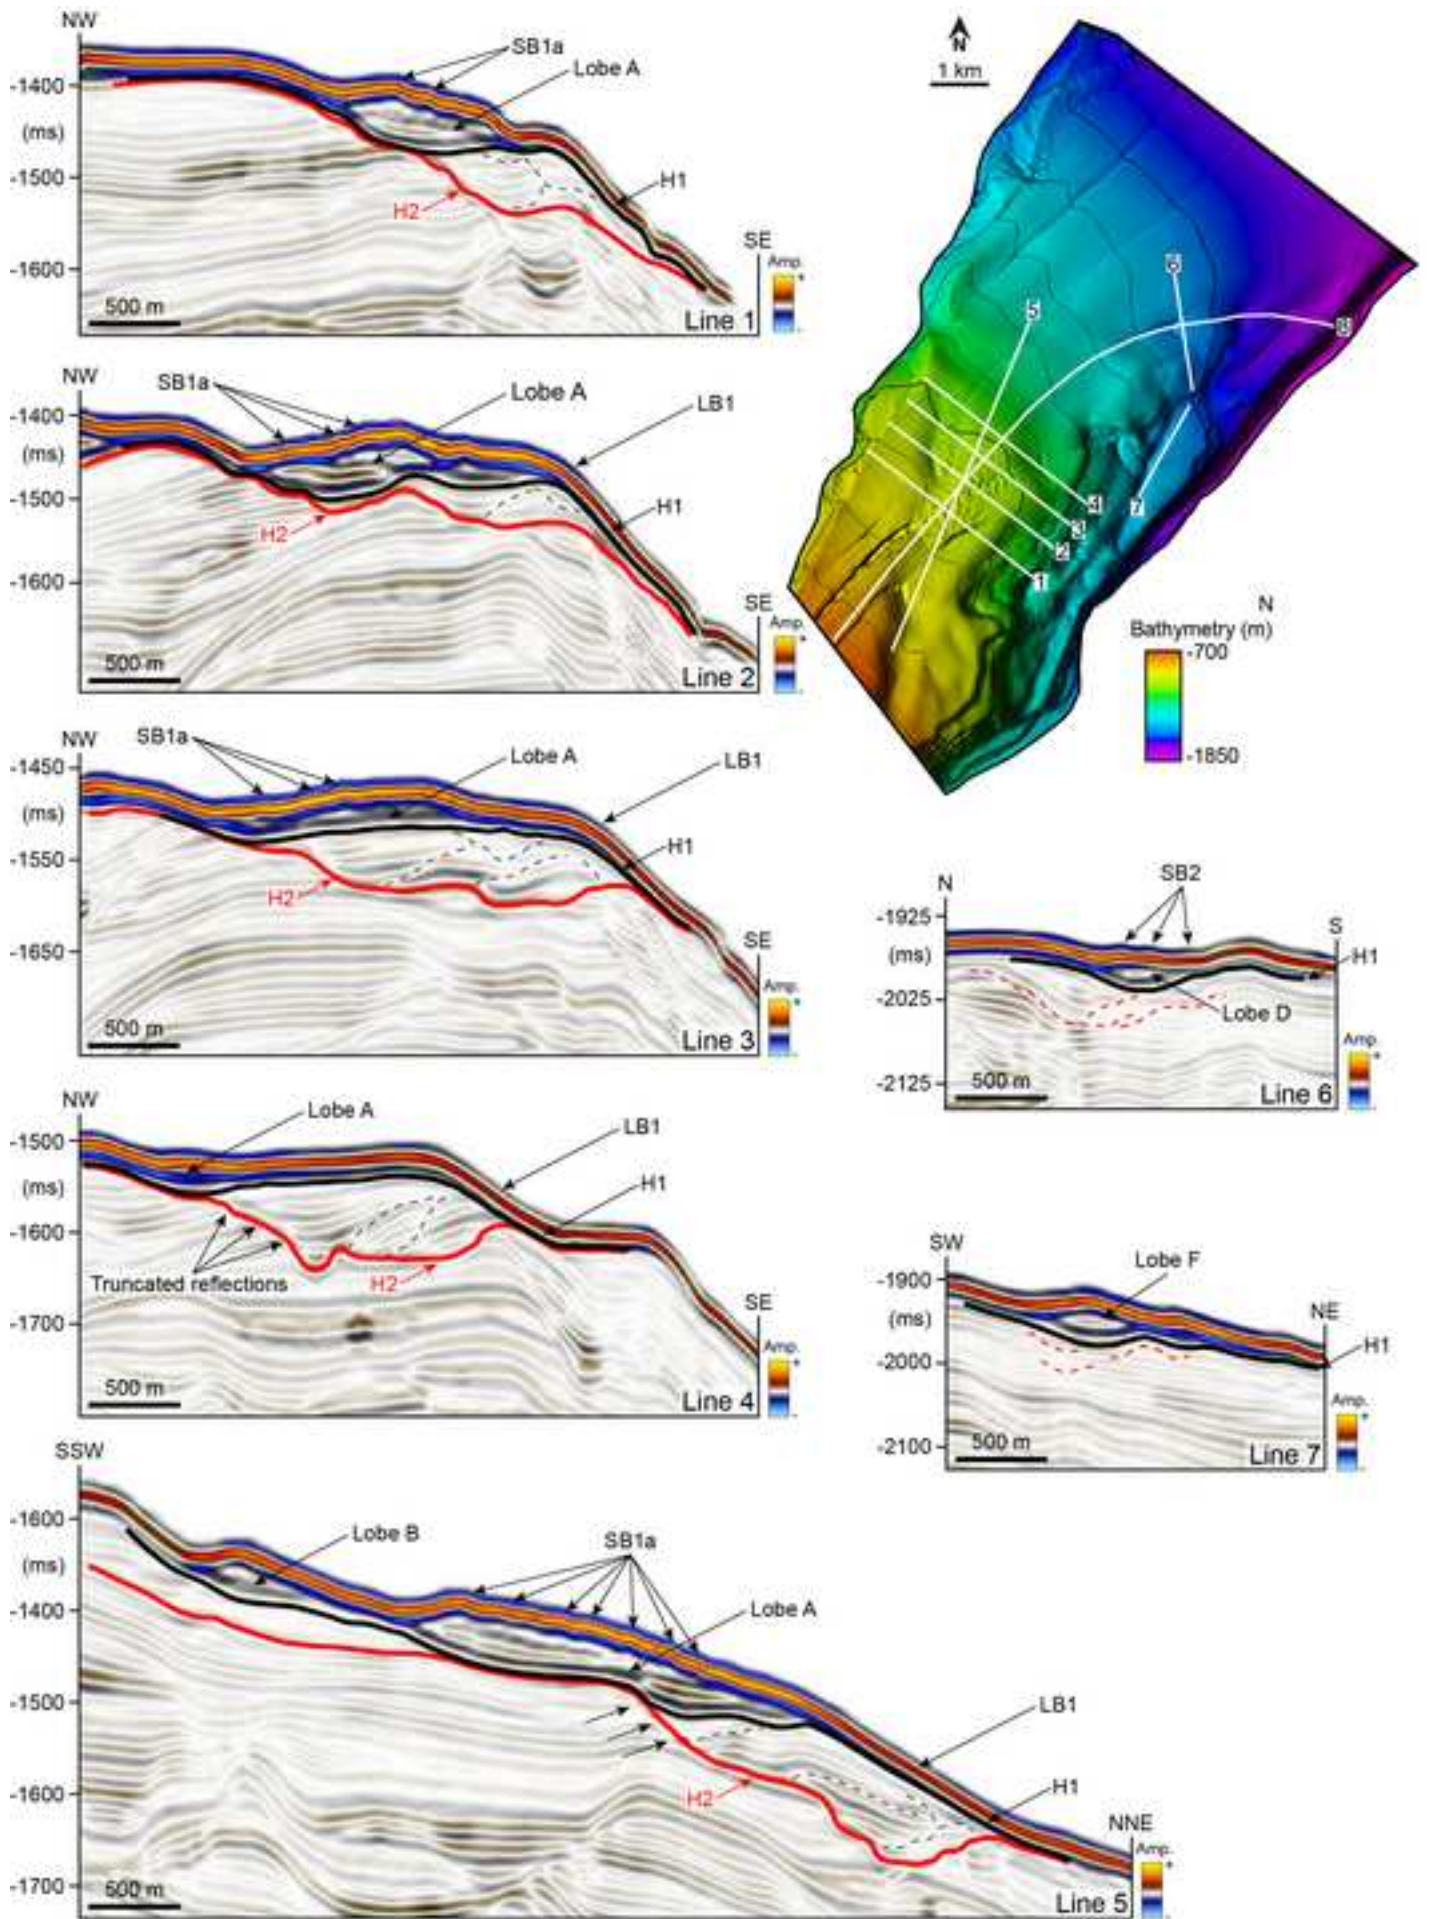 NW
SB1a
Lobe A
-1400
(ms)
-1500
H1
H2
-1600
SE
Amp.
+
-
500 m
Line 1
NW
SB1a
Lobe A
LB1
-1400
(ms)
-1500
H1
H2
-1600
SE
Amp.
+
-
500 m
Line 2
NW
SB1a
Lobe A
LB1
-1450
(ms)
-1550
H1
H2
-1650
SE
Amp.
+
-
500 m
Line 3
NW
Lobe A
LB1
-1500
(ms)
H1
-1600
Truncated reflections
H2
SE
-1700
Amp.
+
-
500 m
Line 4
SSW
-1600
Lobe B
SB1a
(ms)
-1400
Lobe A
-1500
LB1
H1
-1600
H2
NNE
Amp.
+
-
-1700
500 m
Line 5
N
1 km
6
5
8
4
7
3
2
1
N
Bathymetry (m)
-700
-1850
SB2
N
-1925
S
(ms)
H1
-2025
Lobe D
Amp.
+
-
-2125
500 m
Line 6
SW
Lobe F
-1900
NE
(ms)
H1
-2000
Amp.
+
-
-2100
500 m
Line 7